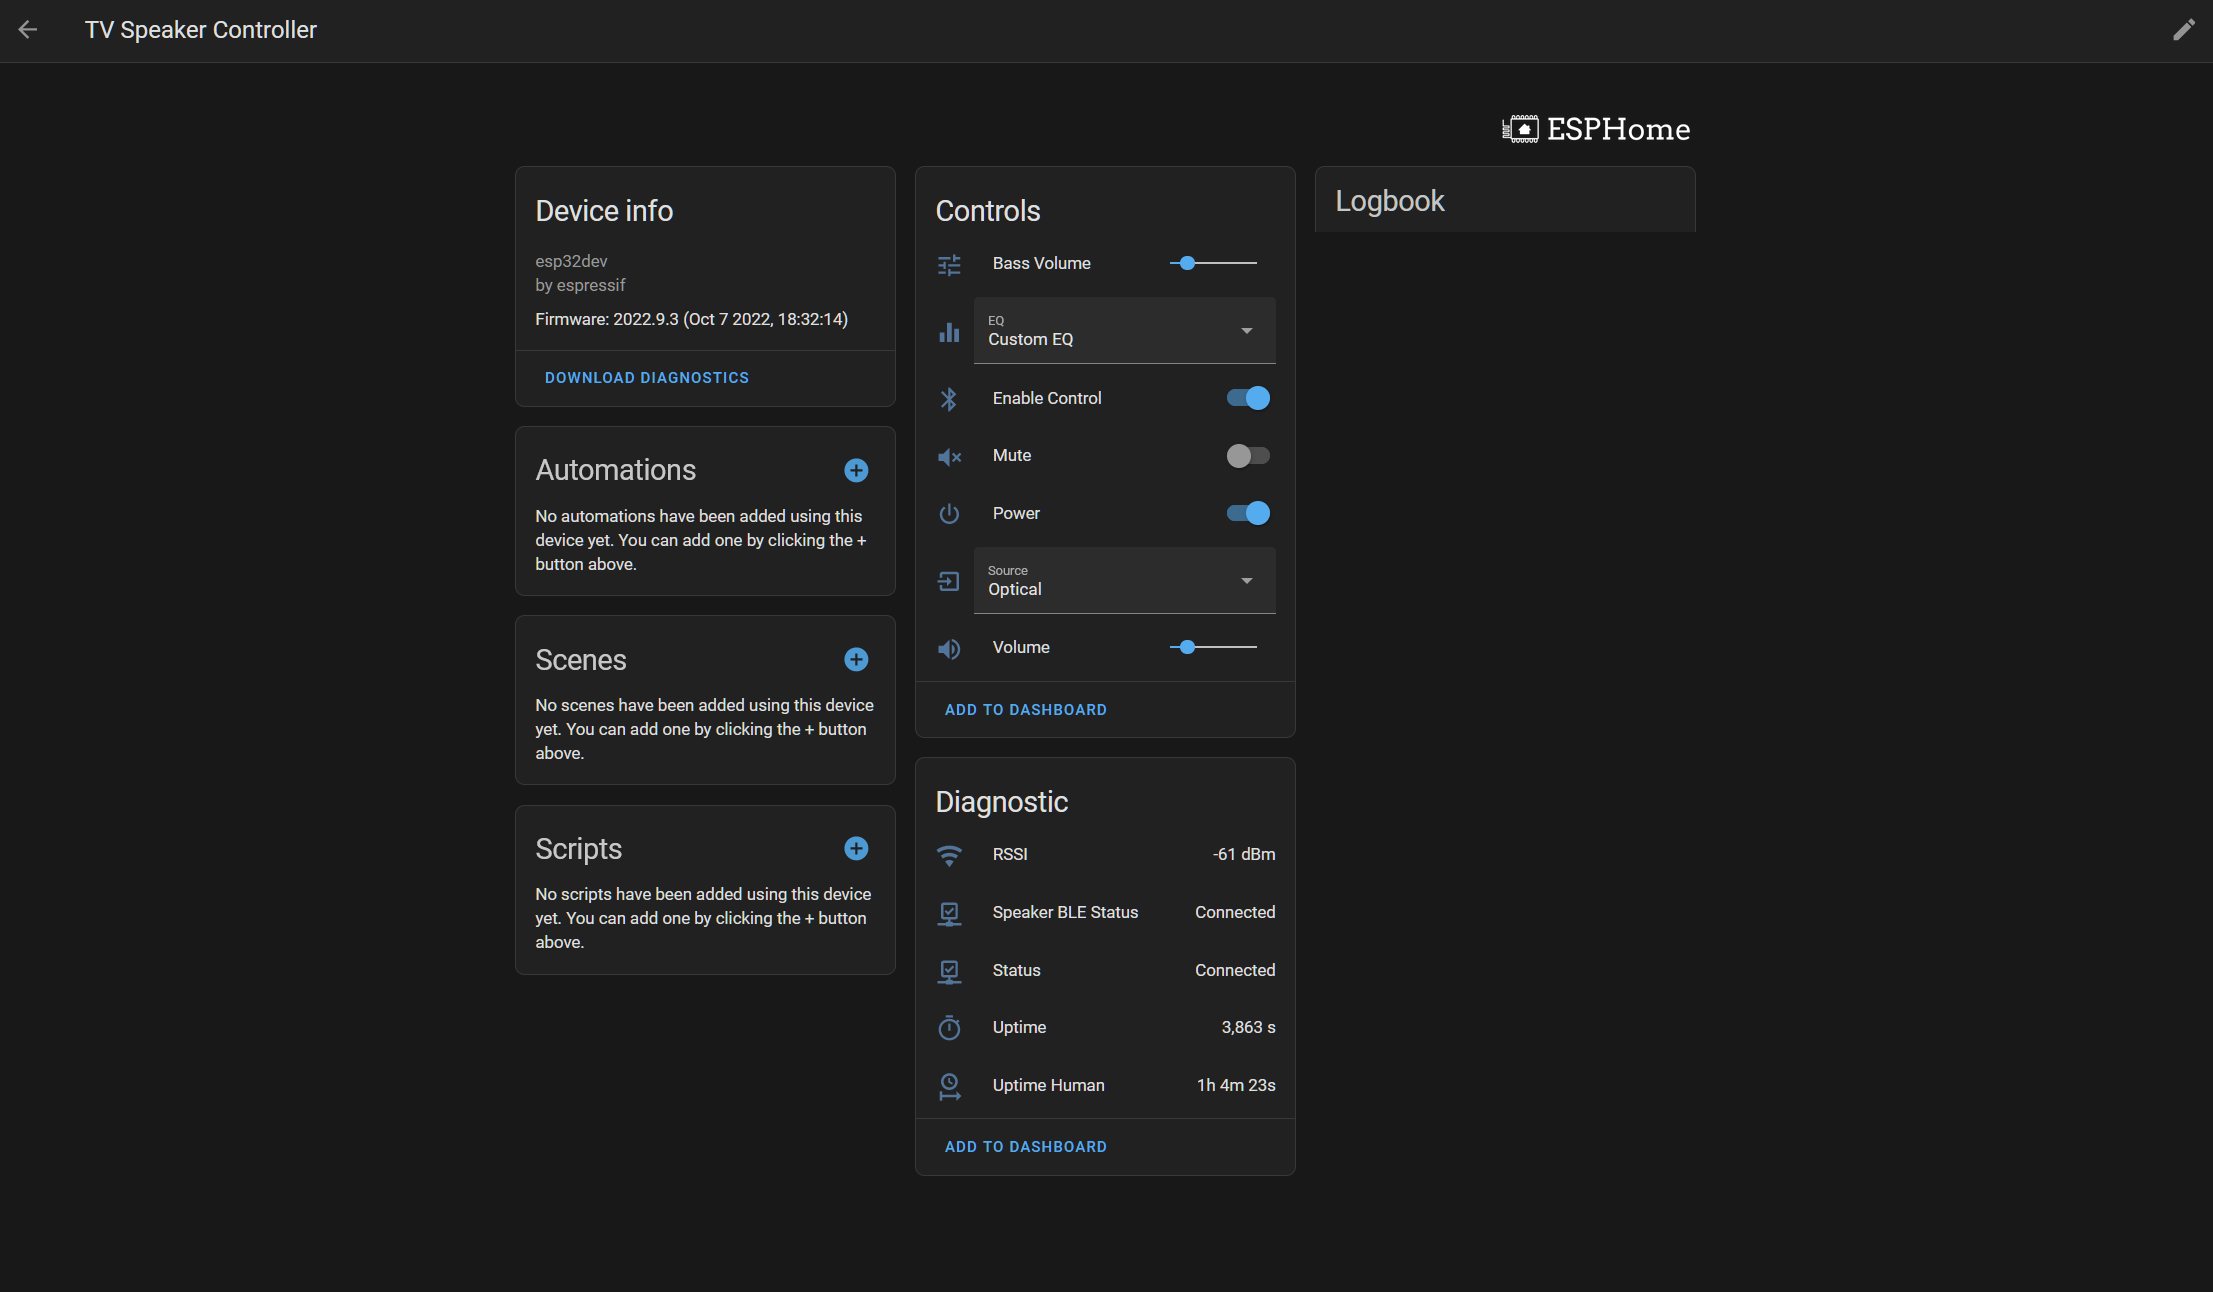 TV Speaker Controller
ESPHome
Device info
esp32dev
by espressif
Firmware: 2022.9.3 (Oct 7 2022, 18:32:14)
DOWNLOAD DIAGNOSTICS
Automations
No automations have been added using this
device yet. You can add one by clicking the +
button above.
Scenes
No scenes have been added using this device
yet. You can add one by clicking the + button
above.
Scripts
No scripts have been added using this device
yet. You can add one by clicking the + button
above.
Controls
Bass Volume
EQ
Custom EQ
Enable Control
Mute
Power
Source
Optical
Volume
ADD TO DASHBOARD
Diagnostic
RSSI -61 dBm
Speaker BLE Status Connected
Status Connected
Uptime 3,863 s
Uptime Human 1h 4m 23s
ADD TO DASHBOARD
Logbook